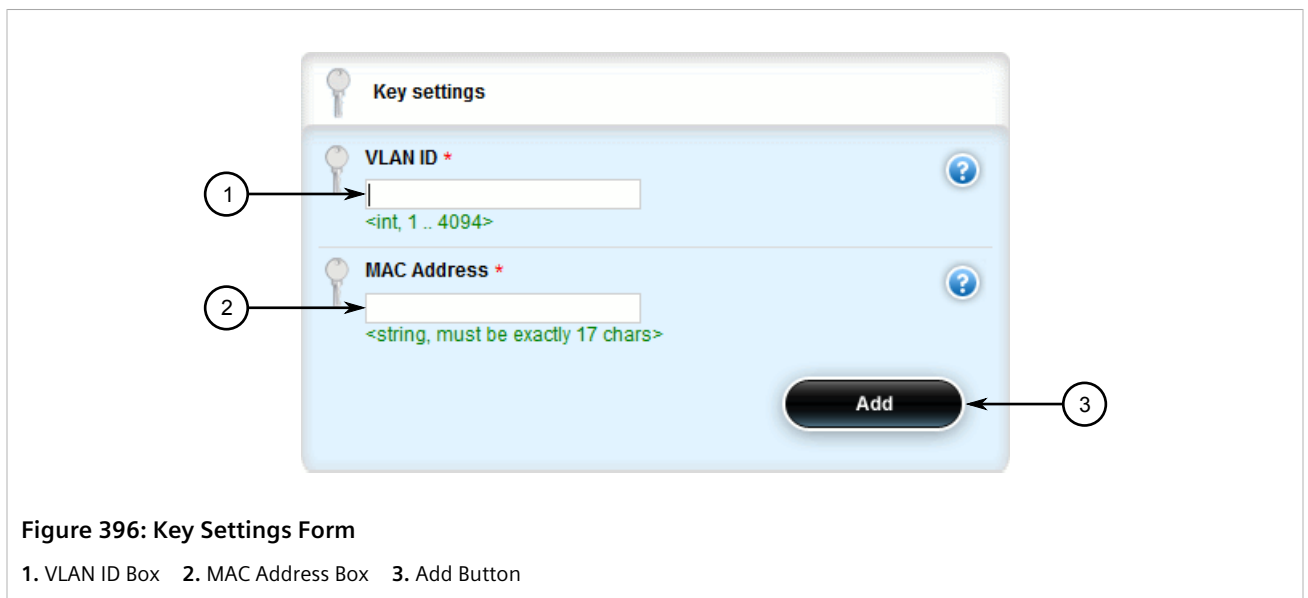 Key settings
VLAN ID *
?
1
<int, 1 .. 4094>
MAC Address *
?
2
<string, must be exactly 17 chars>
Add
3
Figure 396: Key Settings Form
1. VLAN ID Box 2. MAC Address Box 3. Add Button